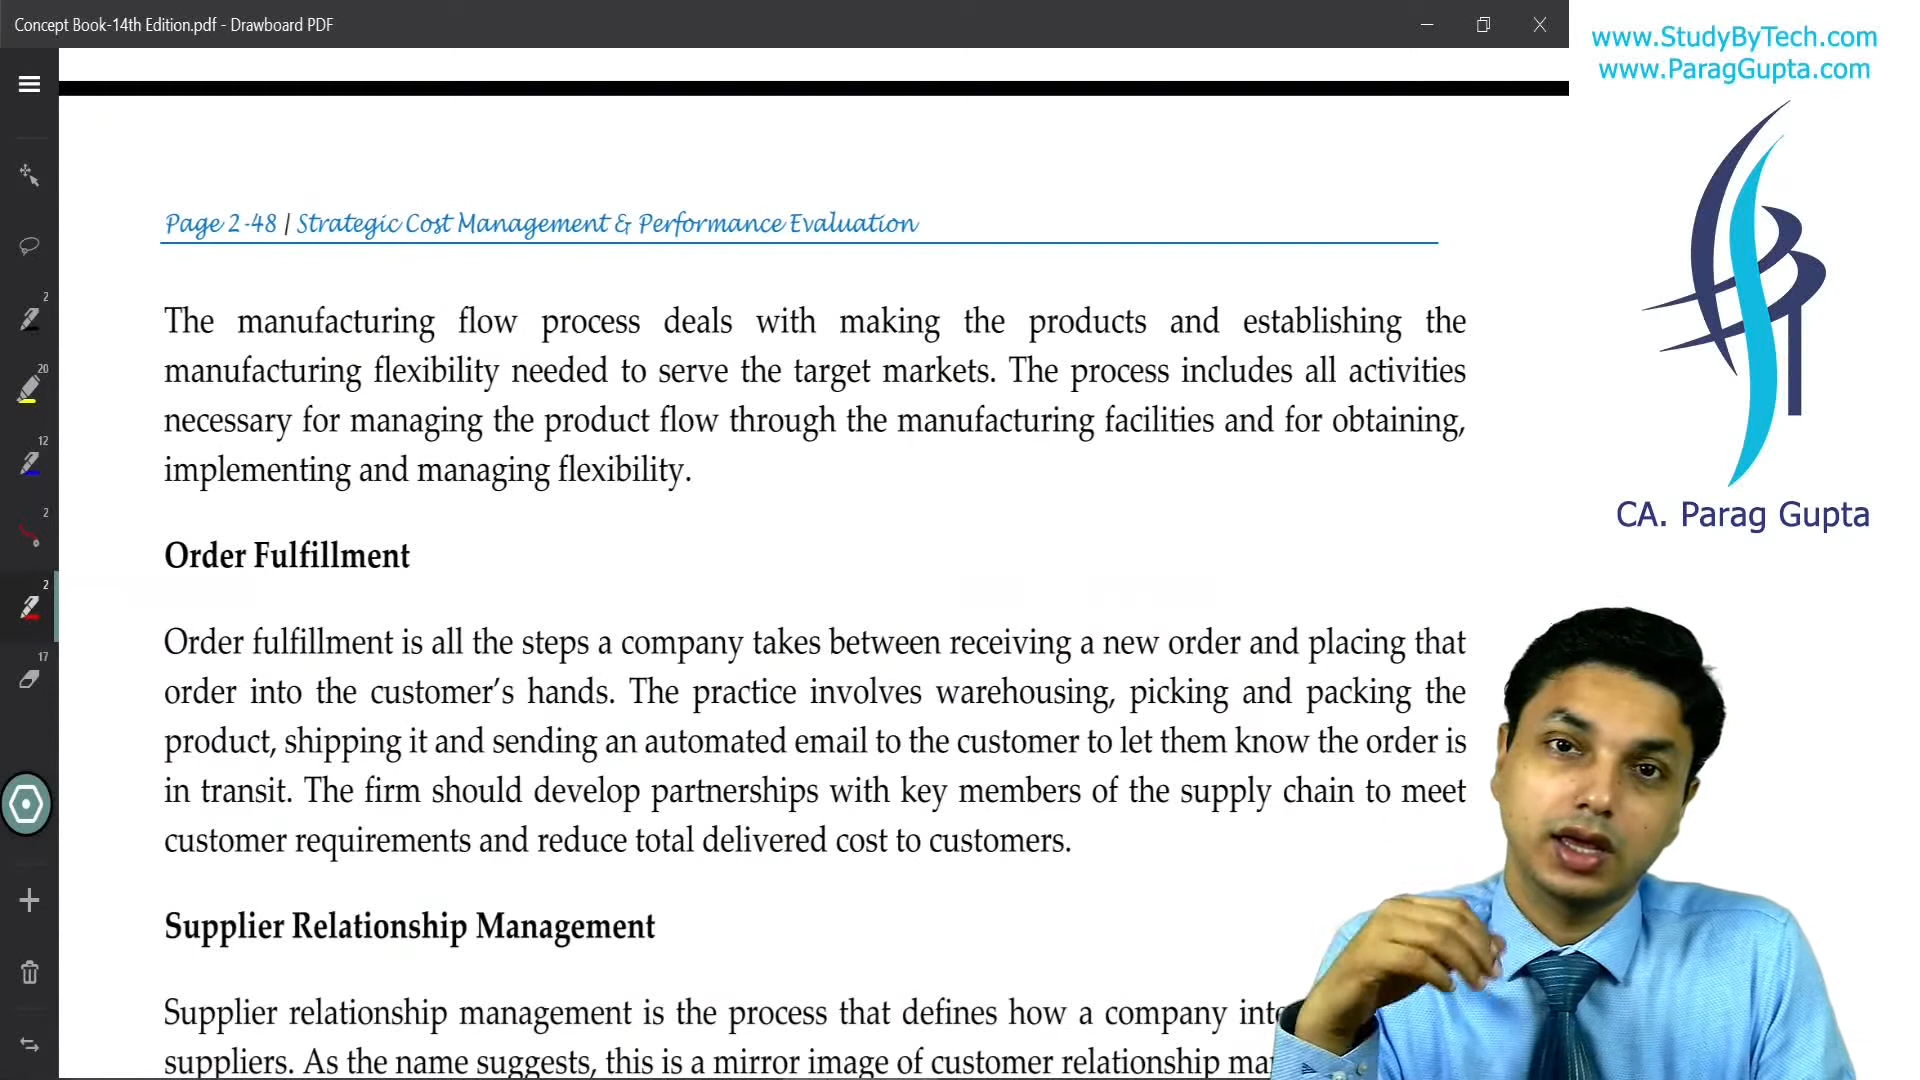 Concept Book-14th Edition.pdf - Drawboard PDF
www.StudyByTech.com
www.ParagGupta.com
2
20
12
2
2
17
Page 2-48 | Strategic Cost Management & Performance Evaluation
The manufacturing flow process deals with making the products and establishing the
manufacturing flexibility needed to serve the target markets. The process includes all activities
necessary for managing the product flow through the manufacturing facilities and for obtaining,
implementing and managing flexibility.
Order Fulfillment
Order fulfillment is all the steps a company takes between receiving a new order and placing that
order into the customer's hands. The practice involves warehousing, picking and packing the
product, shipping it and sending an automated email to the customer to let them know the order is
in transit. The firm should develop partnerships with key members of the supply chain to meet
customer requirements and reduce total delivered cost to customers.
Supplier Relationship Management
Supplier relationship management is the process that defines how a company
suppliers. As the name suggests, this is a mirror image of customer relationship
CA. Parag Gupta